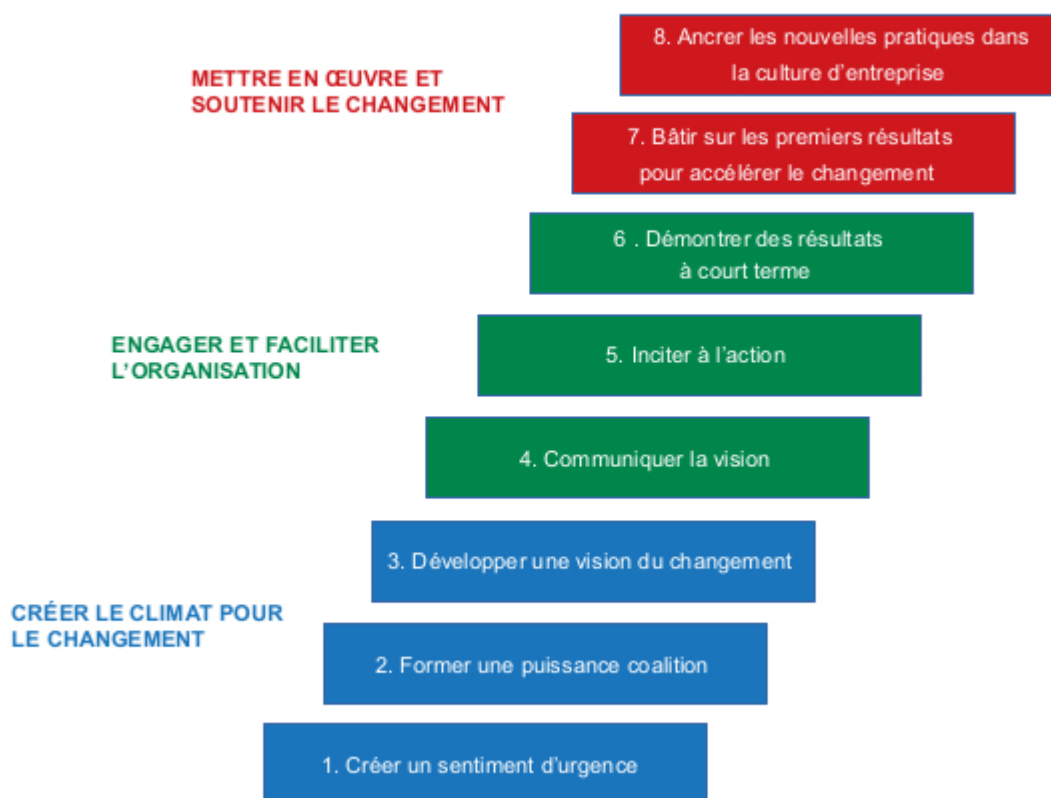 8. Ancrer les nouvelles pratiques dans
la culture d'entreprise
METTRE EN ŒUVRE ET
SOUTENIR LE CHANGEMENT
7. Bâtir sur les premiers résultats
pour accélérer le changement
6 . Démontrer des résultats
à court terme
ENGAGER ET FACILITER
L'ORGANISATION
5. Inciter à l'action
4. Communiquer la vision
3. Développer une vision du changement
CRÉER LE CLIMAT POUR
LE CHANGEMENT
2. Former une puissance coalition
1. Créer un sentiment d'urgence